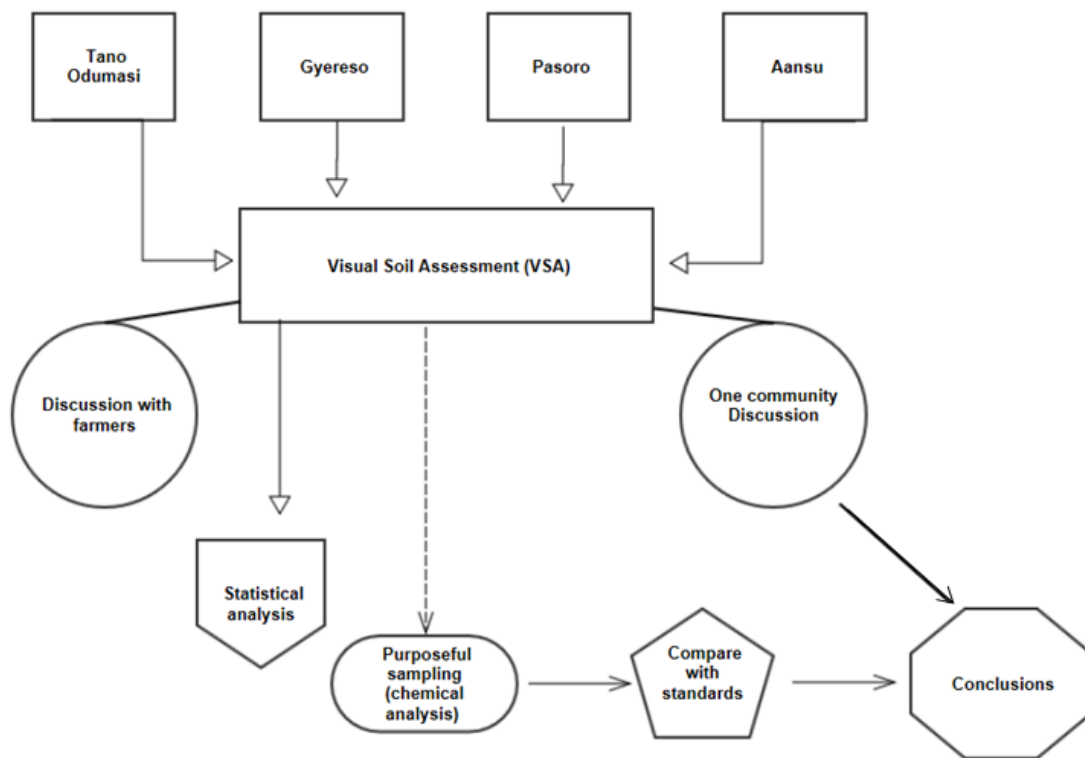 Tano
Odumasi
Gyereso
Pasoro
Aansu
Visual Soil Assessment (VSA)
Discussion with
farmers
One community
Discussion
Statistical
analysis
Purposeful
sampling
(chemical
analysis)
Compare
with
standards
Conclusions